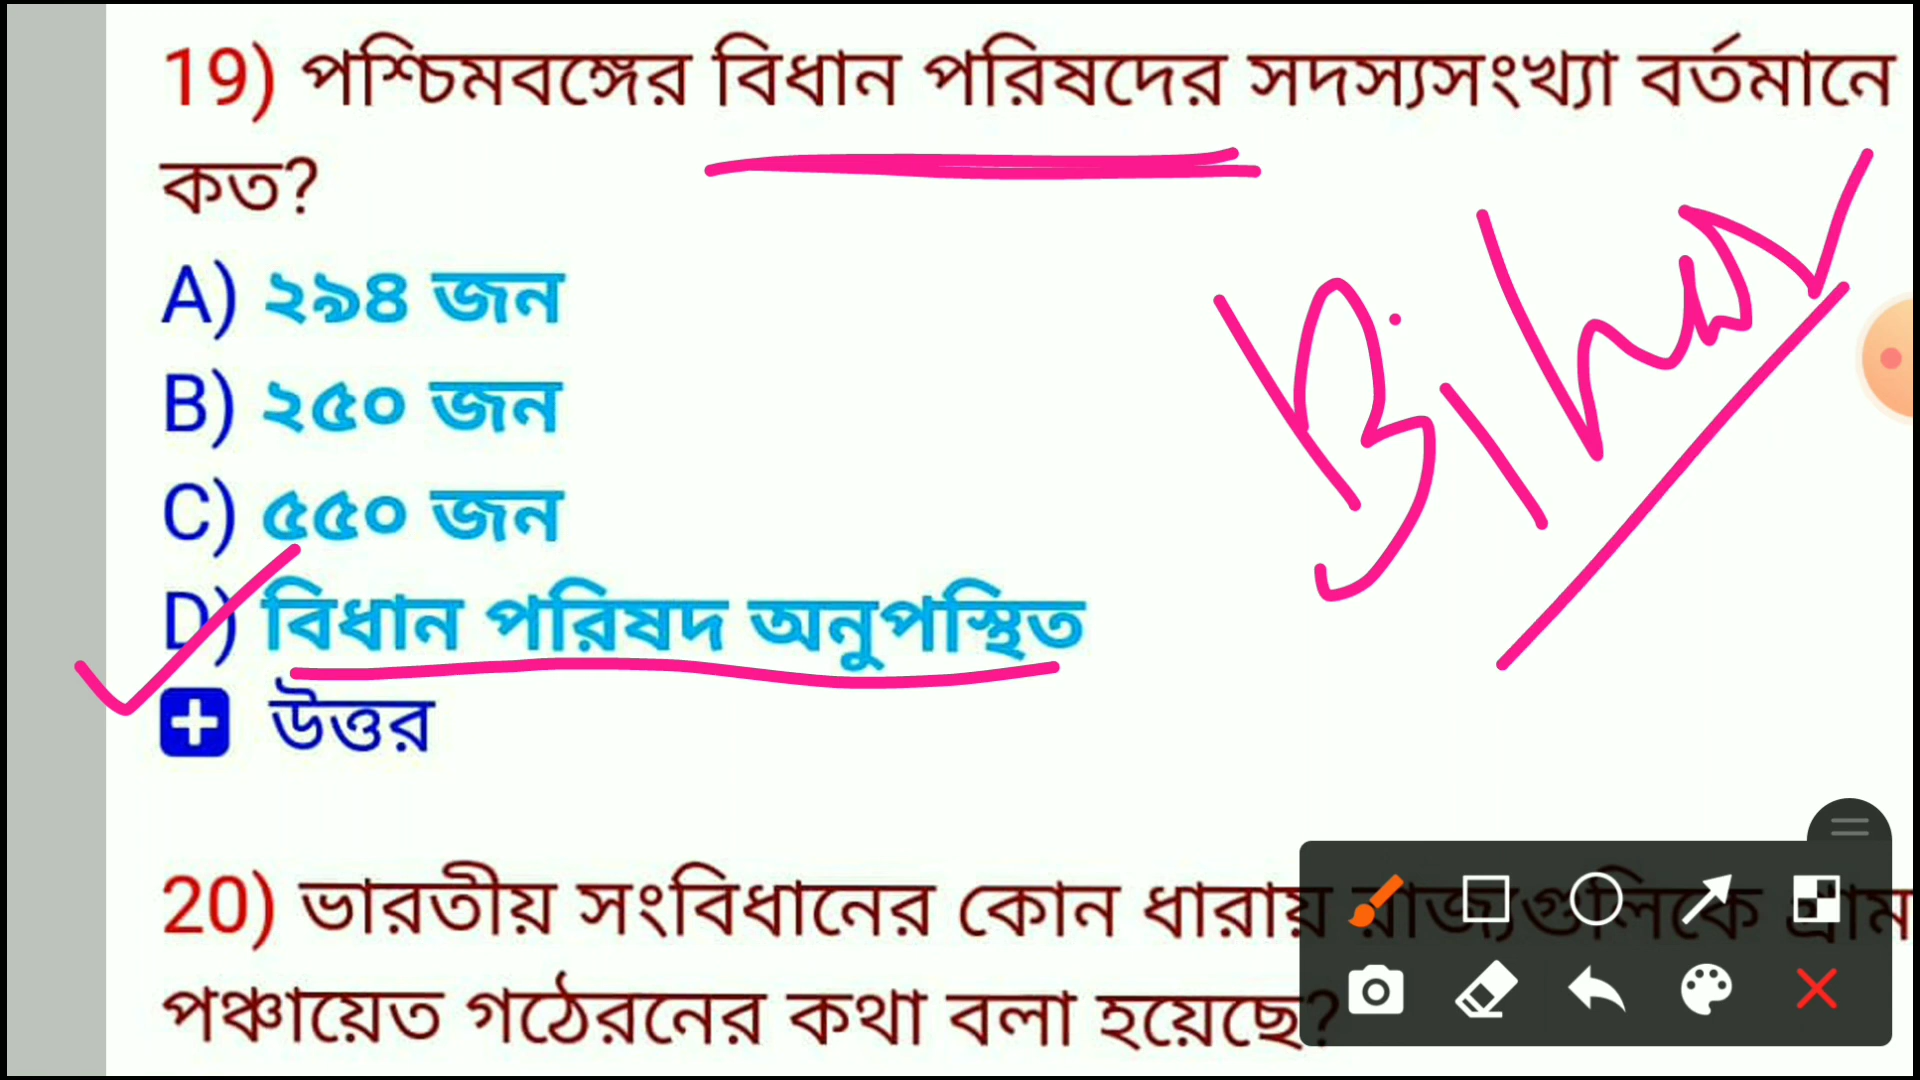 19) পশ্চিমবঙ্গের বিধান পরিষদের সদস্যসংখ্যা বর্তমানে
কত?
A) ২৯৪ জন
B) ২৫০ জন
C) ৫৫০ জন
D) বিধান পরিষদ অনুপস্থিত
উত্তর
Bihar
20) ভারতীয় সংবিধানের কোন ধারায় রাজ্যগুলিকে গ্রাম
পঞ্চায়েত গঠেরনের কথা বলা হয়েছে?